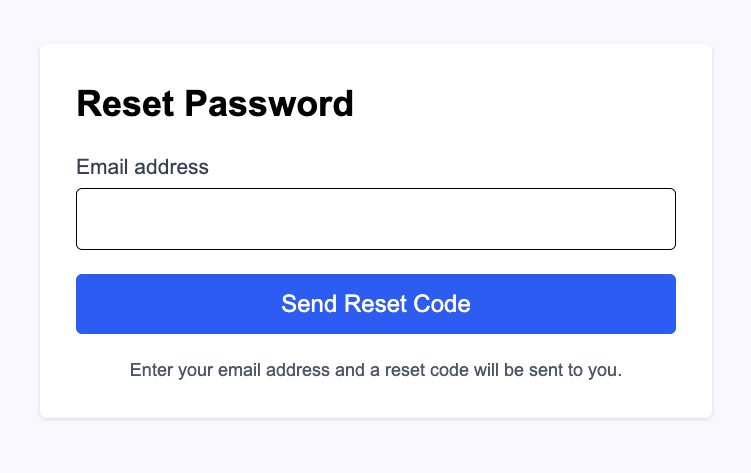 Reset Password
Email address
Send Reset Code
Enter your email address and a reset code will be sent to you.